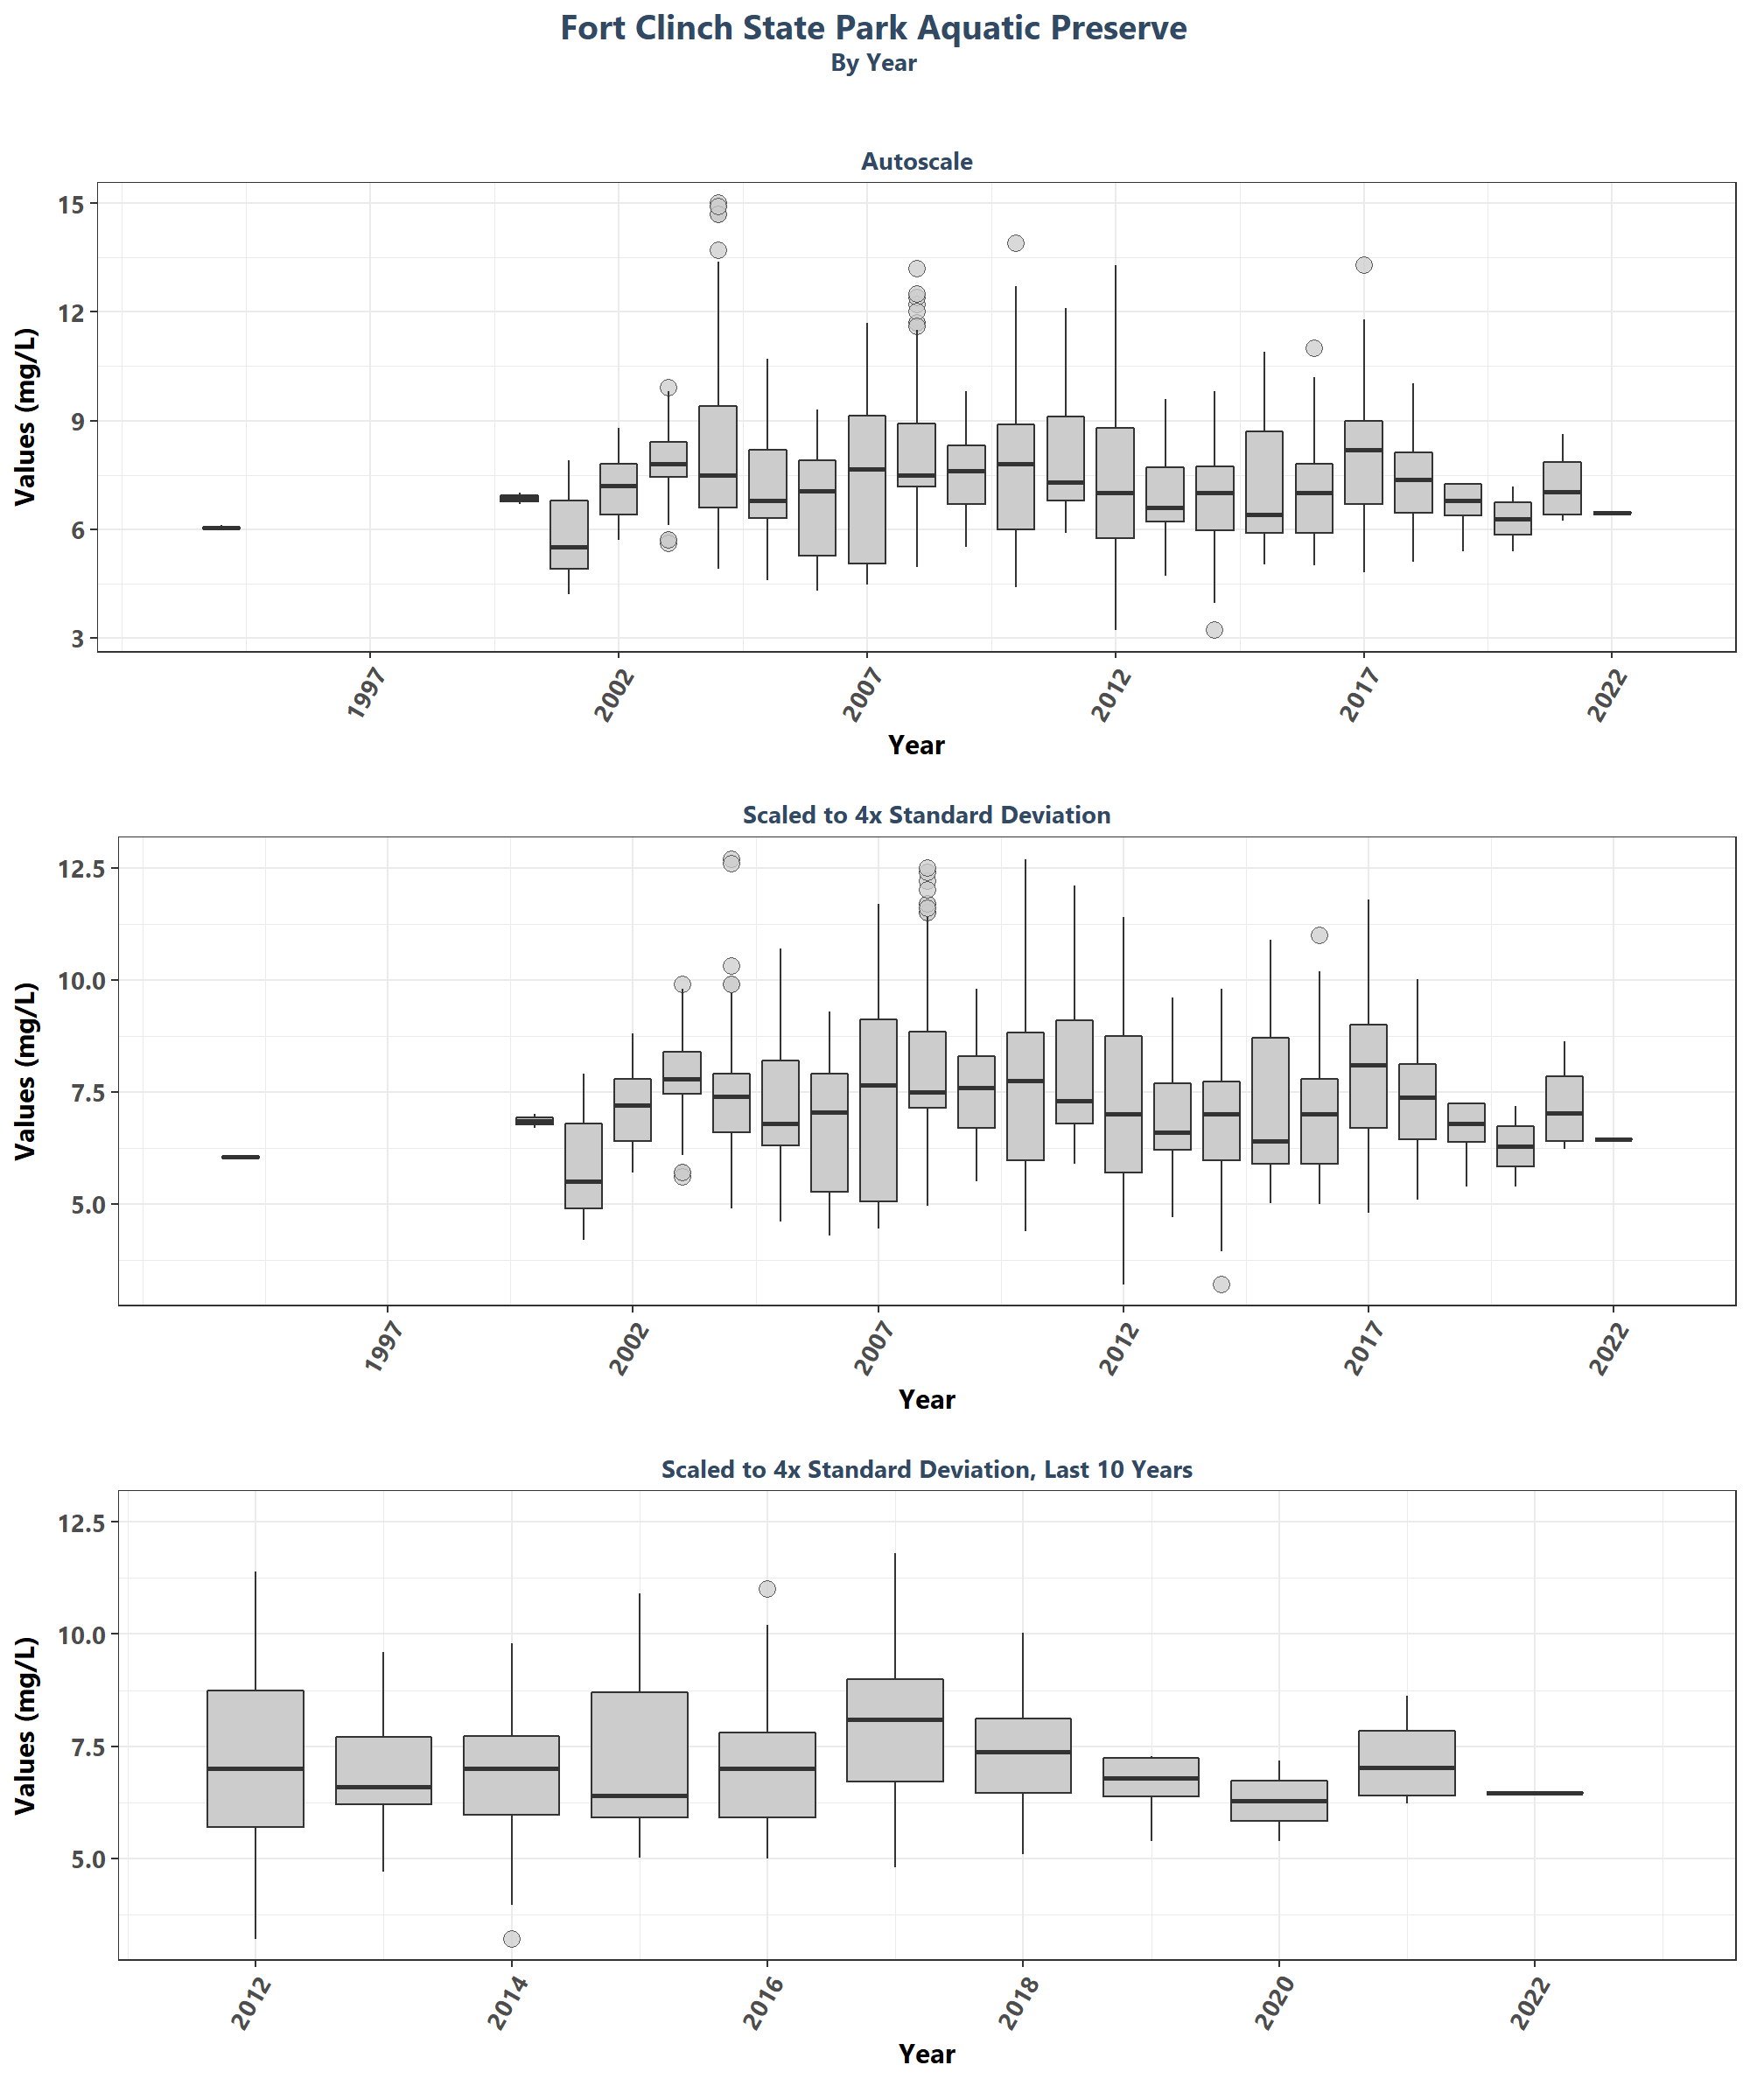 Fort Clinch State Park Aquatic Preserve
By Year
Autoscale
Values (mg/L)
15
12
9
6
3
1997
2002
2007
2012
2017
2022
Year
Scaled to 4x Standard Deviation
Values (mg/L)
12.5
10.0
7.5
5.0
1997
2002
2007
2012
2017
2022
Year
Scaled to 4x Standard Deviation, Last 10 Years
Values (mg/L)
12.5
10.0
7.5
5.0
2012
2014
2016
2018
2020
2022
Year